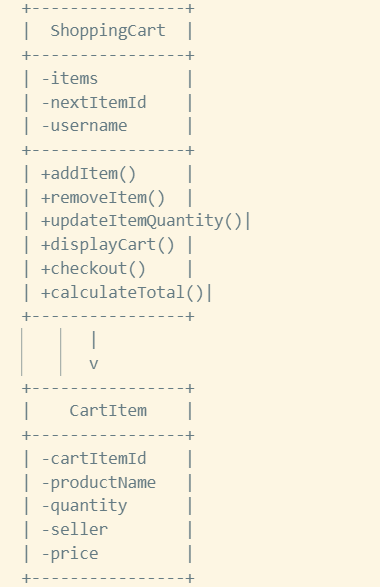 +----------------+
|  ShoppingCart  |
+----------------+
| -items         |
| -nextItemId    |
| -username      |
+----------------+
| +addItem()     |
| +removeItem()  |
| +updateItemQuantity()|
| +displayCart() |
| +checkout()    |
| +calculateTotal()|
+----------------+
       |
       v
+----------------+
|    CartItem    |
+----------------+
| -cartItemId    |
| -productName   |
| -quantity      |
| -seller        |
| -price         |
+----------------+